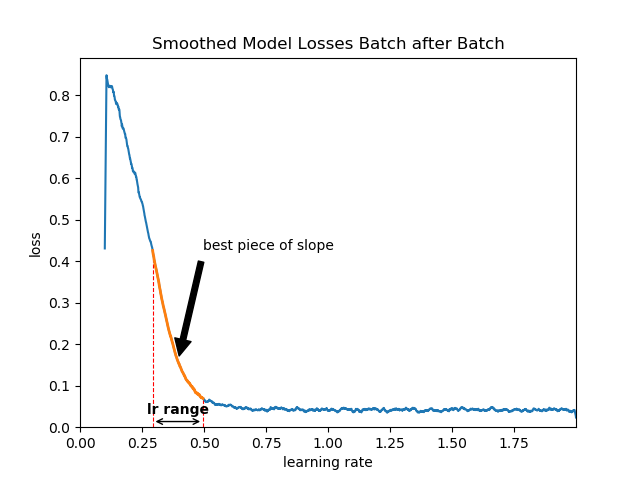 Smoothed Model Losses Batch after Batch
loss
0.8
0.7
0.6
0.5
0.4
0.3
0.2
0.1
0.0
best piece of slope
lr range
0.00 0.25 0.50 0.75 1.00 1.25 1.50 1.75
learning rate